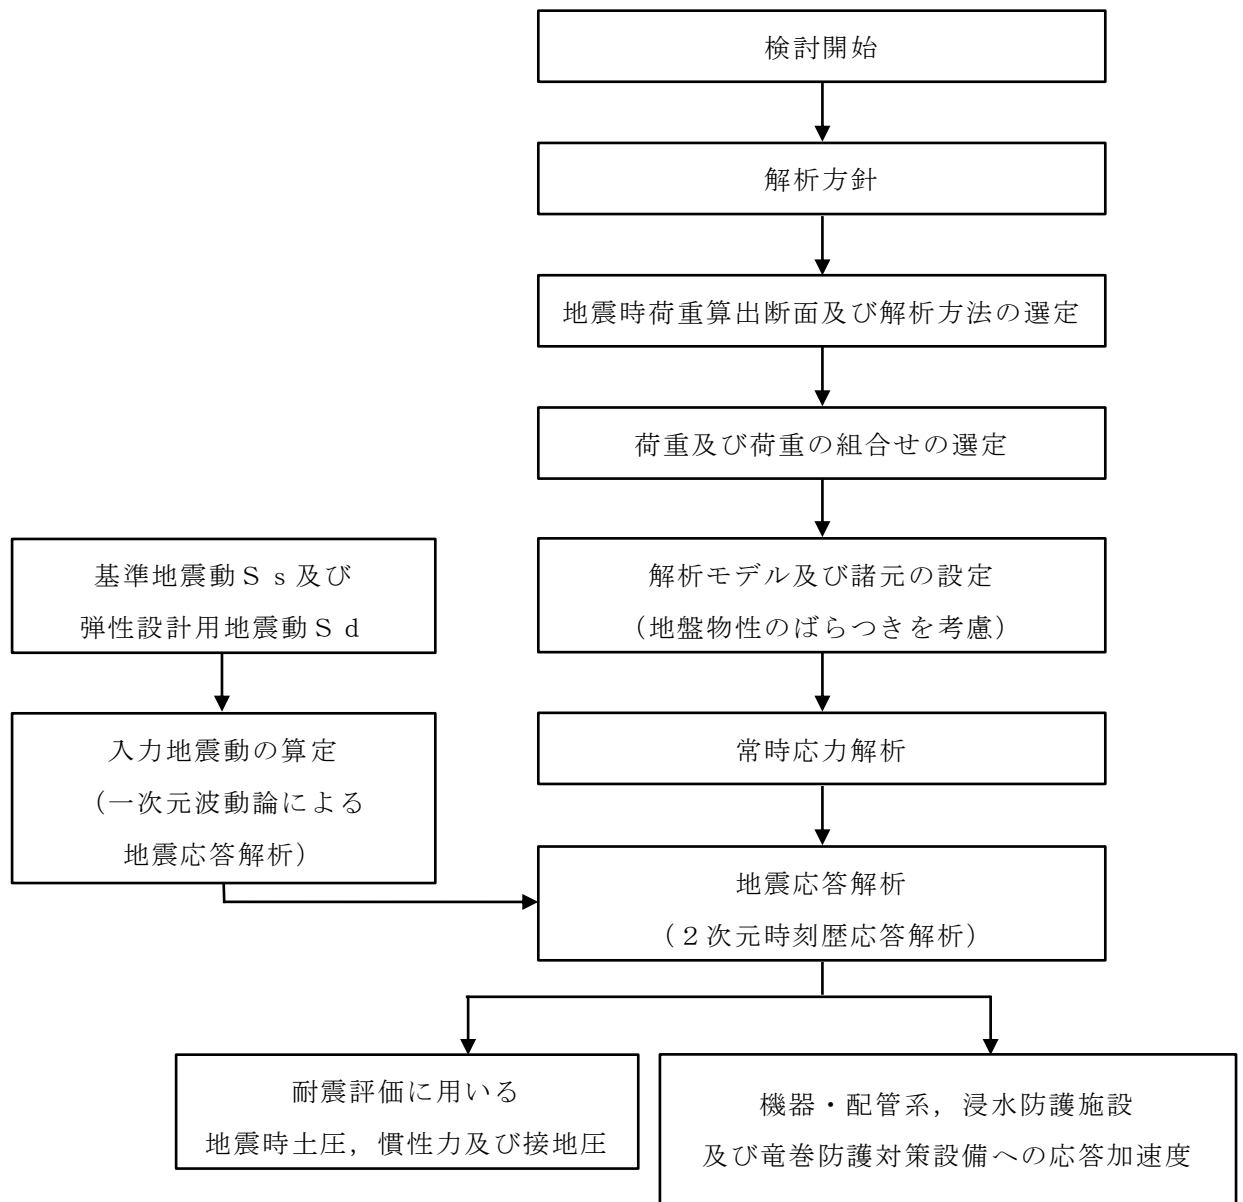 検討開始
解析方針
地震時荷重算出断面及び解析方法の選定
荷重及び荷重の組合せの選定
基準地震動Ｓｓ及び
弾性設計用地震動Ｓｄ
解析モデル及び諸元の設定
（地盤物性のばらつきを考慮）
入力地震動の算定
（一次元波動論による
地震応答解析）
常時応力解析
地震応答解析
（２次元時刻歴応答解析）
耐震評価に用いる
地震時土圧，慣性力及び接地圧
機器・配管系，浸水防護施設
及び竜巻防護対策設備への応答加速度